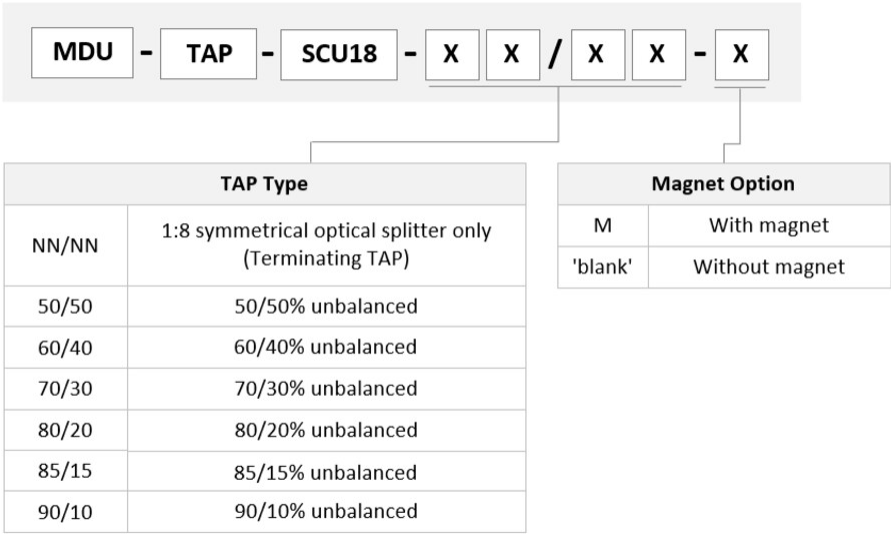 MDU - TAP - SCU18 - X X / X X - X
TAP Type
NN/NN 1:8 symmetrical optical splitter only
(Terminating TAP)
50/50 50/50% unbalanced
60/40 60/40% unbalanced
70/30 70/30% unbalanced
80/20 80/20% unbalanced
85/15 85/15% unbalanced
90/10 90/10% unbalanced
Magnet Option
M With magnet
'blank' Without magnet